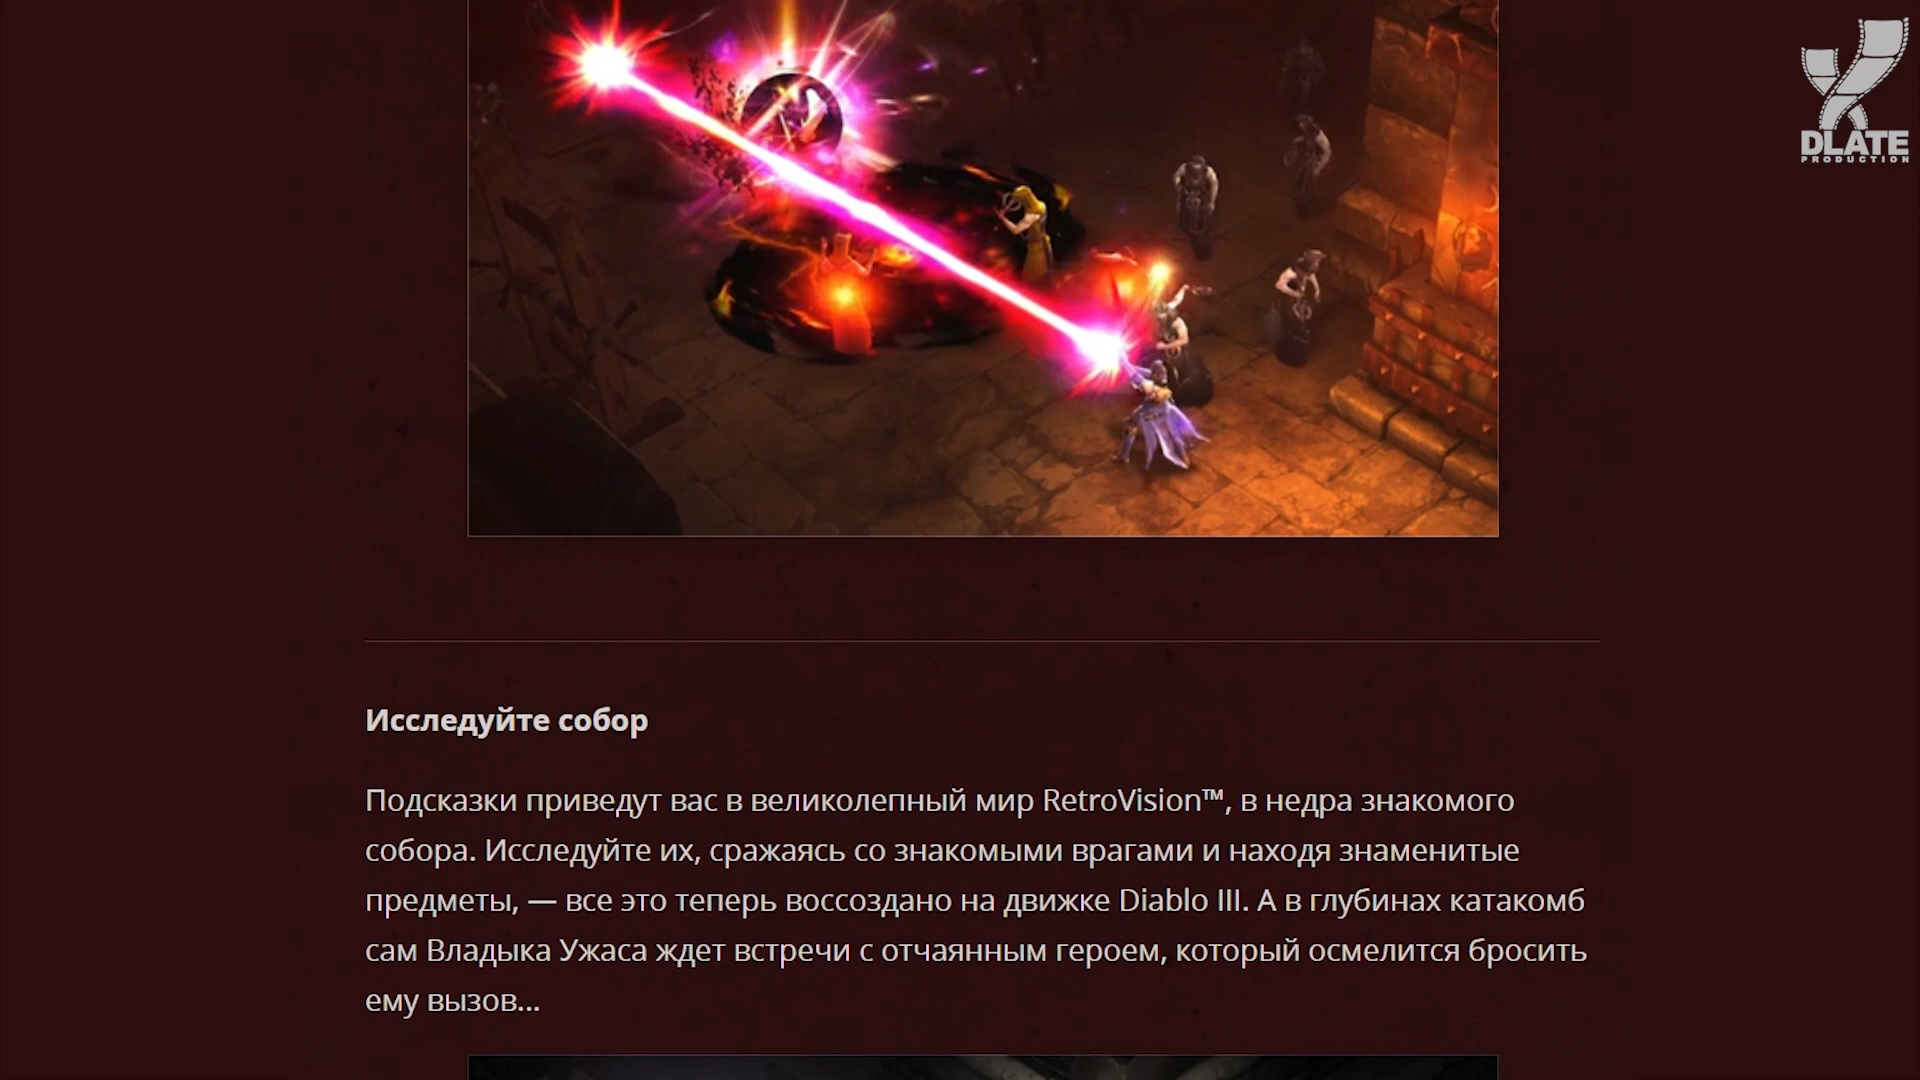 DLATE
PRODUCTION
Исследуйте собор
Подсказки приведут вас в великолепный мир RetroVision™, в недра знакомого
собора. Исследуйте их, сражаясь со знакомыми врагами и находя знаменитые
предметы, — все это теперь воссоздано на движке Diablo III. А в глубинах катакомб
сам Владыка Ужаса ждет встречи с отчаянным героем, который осмелится бросить
ему вызов...